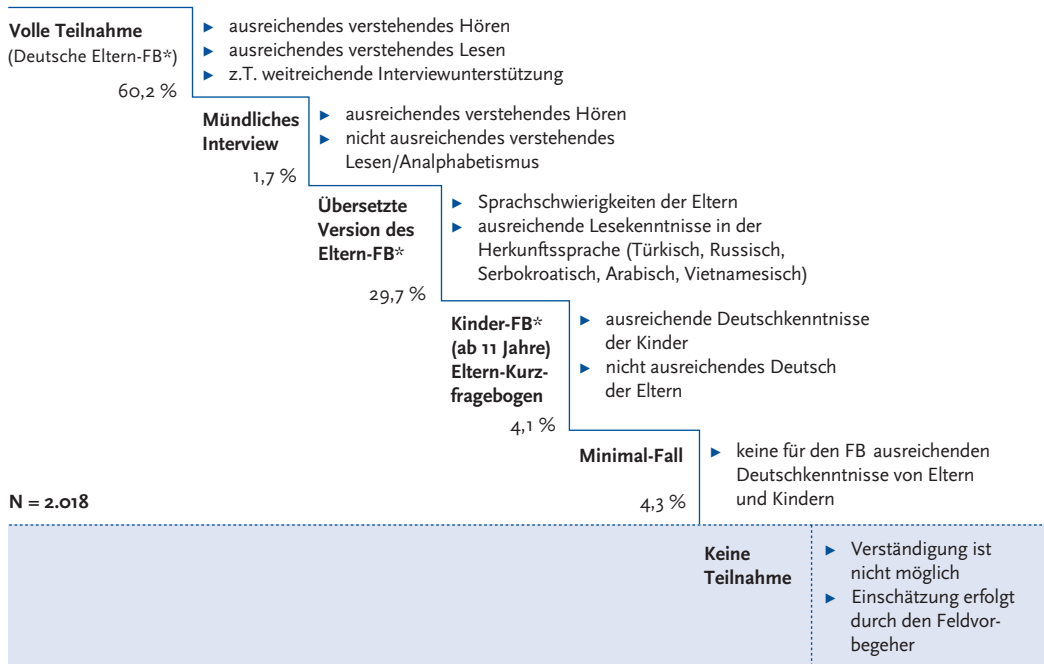 Volle Teilnahme
(Deutsche Eltern-FB*)
60,2 %
► ausreichendes verstehendes Hören
► ausreichendes verstehendes Lesen
► z.T. weitreichende Interviewunterstützung
Mündliches
Interview
1,7 %
► ausreichendes verstehendes Hören
► nicht ausreichendes verstehendes
Lesen/Analphabetismus
Übersetzte
Version des
Eltern-FB*
29,7 %
► Sprachschwierigkeiten der Eltern
► ausreichende Lesekenntnisse in der
Herkunftssprache (Türkisch, Russisch,
Serbokroatisch, Arabisch, Vietnamesisch)
Kinder-FB*
(ab 11 Jahre)
Eltern-Kurz-
fragebogen
4,1 %
► ausreichende Deutschkenntnisse
der Kinder
► nicht ausreichendes Deutsch
der Eltern
Minimal-Fall
4,3 %
► keine für den FB ausreichenden
Deutschkenntnisse von Eltern
und Kindern
N = 2.018
Keine
Teilnahme
► Verständigung ist
nicht möglich
► Einschätzung erfolgt
durch den Feldvor-
begeher